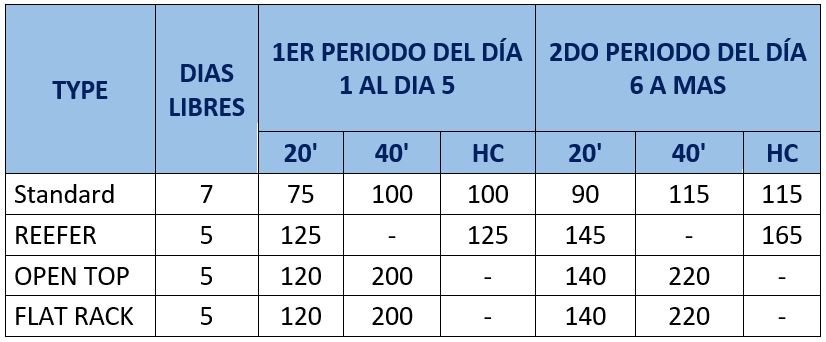 TYPE
DIAS
LIBRES
1ER PERIODO DEL DÍA
1 AL DIA 5
2DO PERIODO DEL DÍA
6 A MAS
20' 40' HC 20' 40' HC
Standard 7 75 100 100 90 115 115
REEFER 5 125 - 125 145 - 165
OPEN TOP 5 120 200 - 140 220 -
FLAT RACK 5 120 200 - 140 220 -